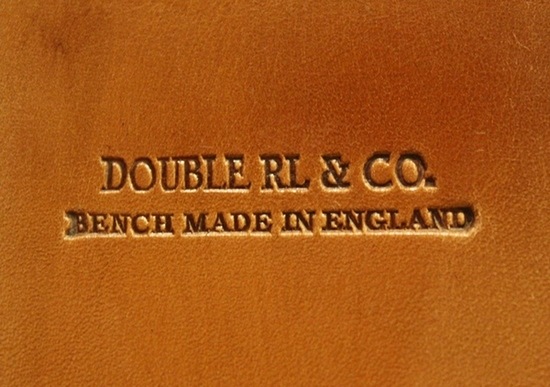 DOUBLE RL & CO.
BENCH MADE IN ENGLAND